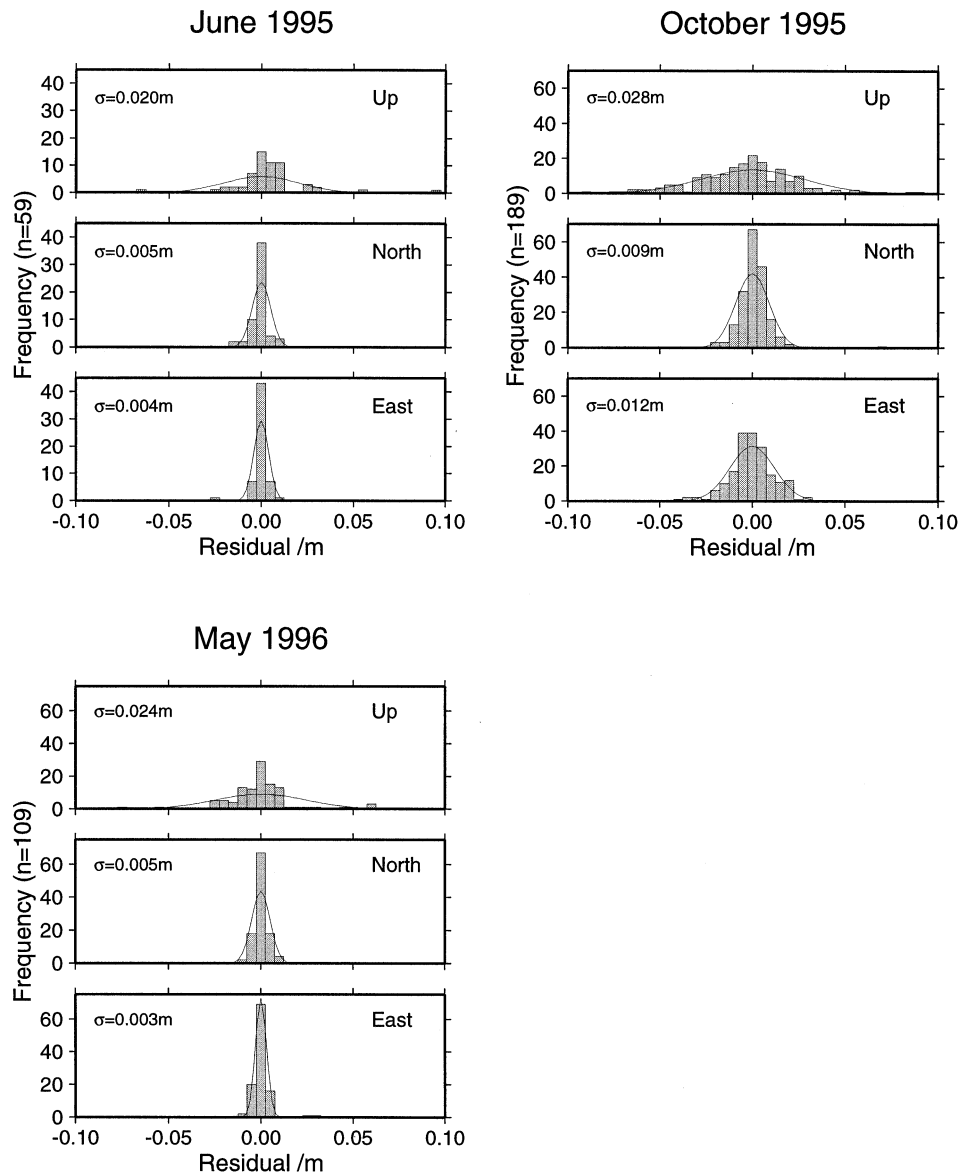 June 1995
Frequency (n=59)
40
30
20
10
0
σ=0.020m
Up
40
30
20
10
0
σ=0.005m
North
40
30
20
10
0
σ=0.004m
East
-0.10 -0.05 0.00 0.05 0.10
Residual /m
October 1995
Frequency (n=189)
60
40
20
0
σ=0.028m
Up
60
40
20
0
σ=0.009m
North
60
40
20
0
σ=0.012m
East
-0.10 -0.05 0.00 0.05 0.10
Residual /m
May 1996
Frequency (n=109)
60
40
20
0
σ=0.024m
Up
60
40
20
0
σ=0.005m
North
60
40
20
0
σ=0.003m
East
-0.10 -0.05 0.00 0.05 0.10
Residual /m